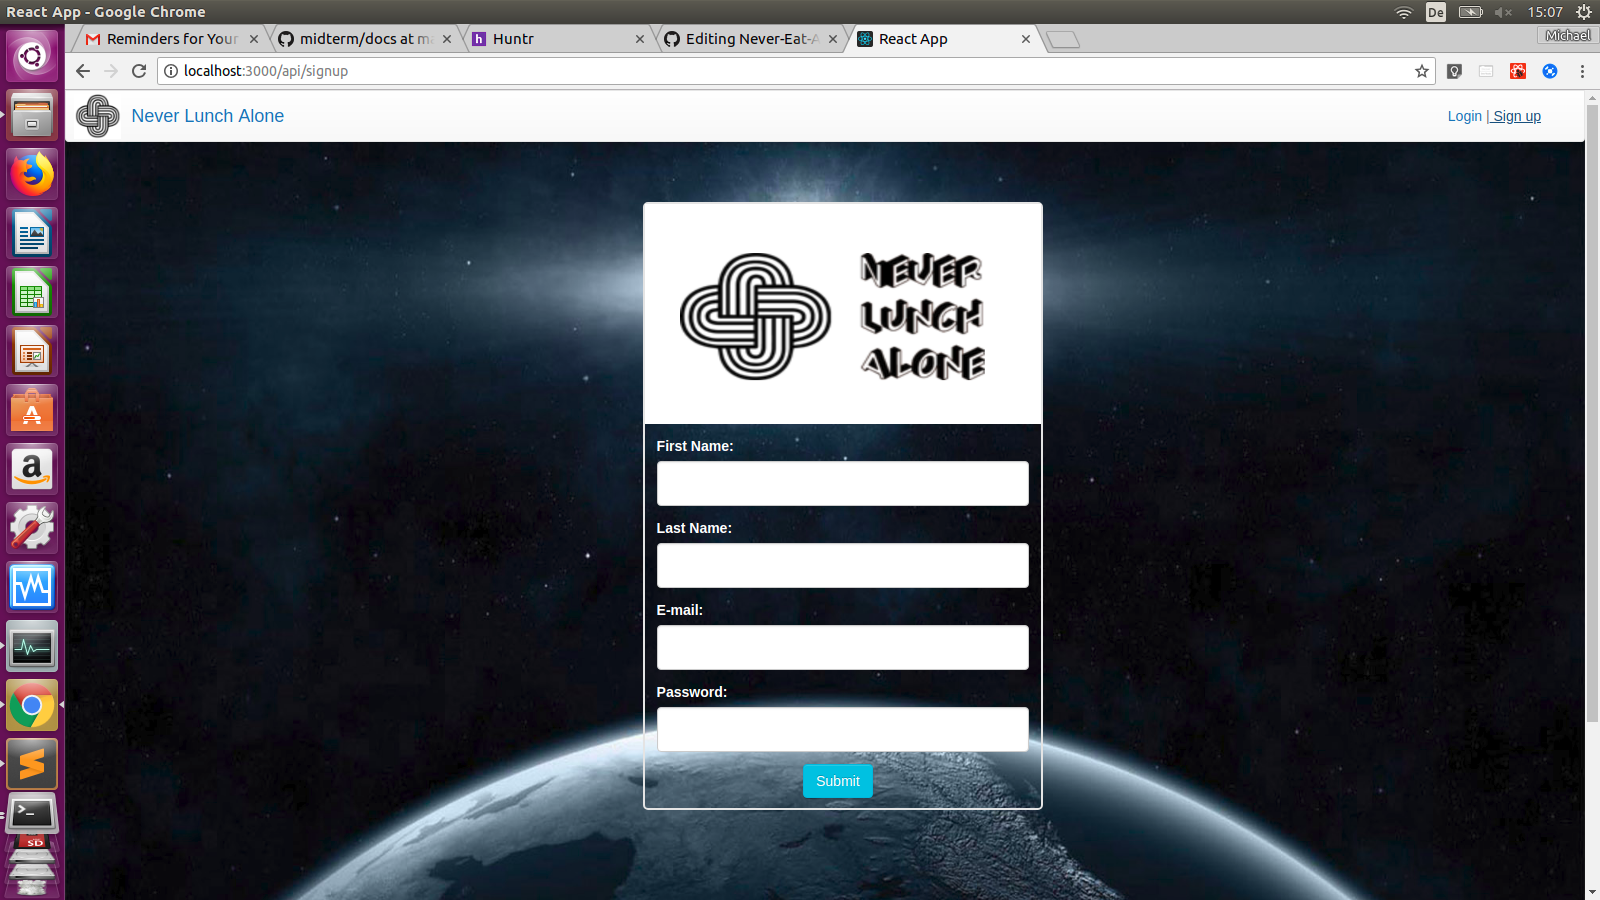 React App - Google Chrome
De
15:07
Reminders for Your
midterm/docs at ma
Huntr
Editing Never-Eat-A
React App
Michael
localhost:3000/api/signup
Never Lunch Alone
Login | Sign up
NEVER
LUNCH
ALONE
First Name:
Last Name:
E-mail:
Password:
Submit